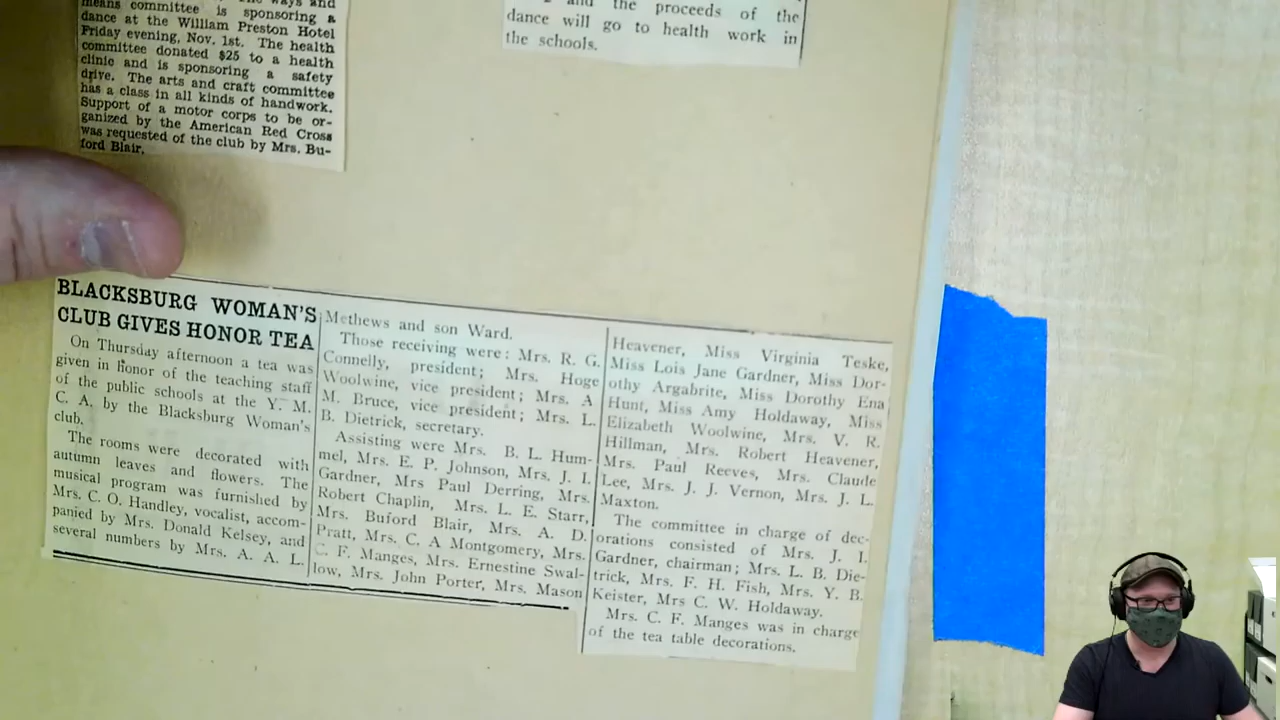 means committee is sponsoring a
dance at the William Preston Hotel
Friday evening, Nov. 1st. The health
committee donated $25 to a health
clinic and is sponsoring a safety
drive. The arts and craft committee
has a class in all kinds of handwork.
Support of a motor corps to be or-
ganized by the American Red Cross
was requested of the club by Mrs. Bu-
ford Blair.
and the proceeds of the
dance will go to health work in
the schools.
BLACKSBURG WOMAN'S
CLUB GIVES HONOR TEA
On Thursday afternoon a tea was
given in honor of the teaching staff
of the public schools at the Y. M.
C. A. by the Blacksburg Woman's
club.
The rooms were decorated with
autumn leaves and flowers. The
musical program was furnished by
Mrs. C. O. Handley, vocalist, accom-
panied by Mrs. Donald Kelsey, and
several numbers by Mrs. A. A. L.
Methews and son Ward.
Those receiving were: Mrs. R. G.
Connelly, president; Mrs. Hoge
Woolwine, vice president; Mrs. A
M. Bruce, vice president; Mrs. L.
B. Dietrick, secretary.
Assisting were Mrs. B. L. Hum-
mel, Mrs. E. P. Johnson, Mrs. J. I.
Gardner, Mrs Paul Derring, Mrs.
Robert Chaplin, Mrs. L. E. Starr,
Mrs. Buford Blair, Mrs. A. D.
Pratt, Mrs. C. A Montgomery, Mrs.
C. F. Manges, Mrs. Ernestine Swal-
low, Mrs. John Porter, Mrs. Mason
Heavener, Miss Virginia Teske,
Miss Lois Jane Gardner, Miss Dor-
othy Argabrite, Miss Dorothy Ena
Hunt, Miss Amy Holdaway, Miss
Elizabeth Woolwine, Mrs. V. R.
Hillman, Mrs. Robert Heavener,
Mrs. Paul Reeves, Mrs. Claude
Lee, Mrs. J. J. Vernon, Mrs. J. L.
Maxton.
The committee in charge of dec-
orations consisted of Mrs. J. I.
Gardner, chairman; Mrs. L. B. Die-
trick, Mrs. F. H. Fish, Mrs. Y. B.
Keister, Mrs C. W. Holdaway.
Mrs. C. F. Manges was in charge
of the tea table decorations.